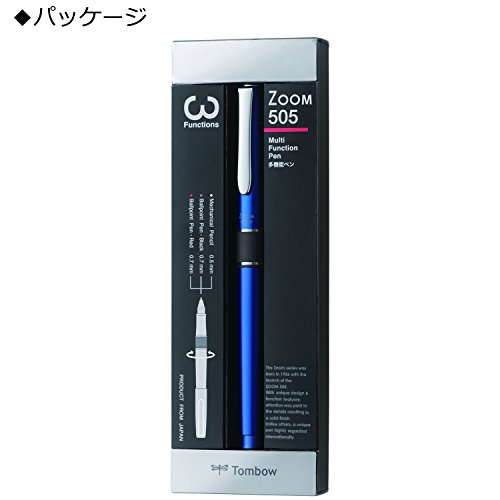 ◆パッケージ
3
Functions
• Mechanical Pencil 0.5 mm
• Ballpoint Pen - Black 0.7 mm
• Ballpoint Pen - Red 0.7 mm
PRODUCT FROM JAPAN
ZOOM
ZOOM
505
Multi
Function
Pen
多機能ペン
The Zoom series was
born in 1986 with the
launch of the
ZOOM 505.
With unique design &
function features
attention was paid to
the details resulting in
a solid finish.
Unlike others, a unique
pen highly regarded
internationally.
Tombow